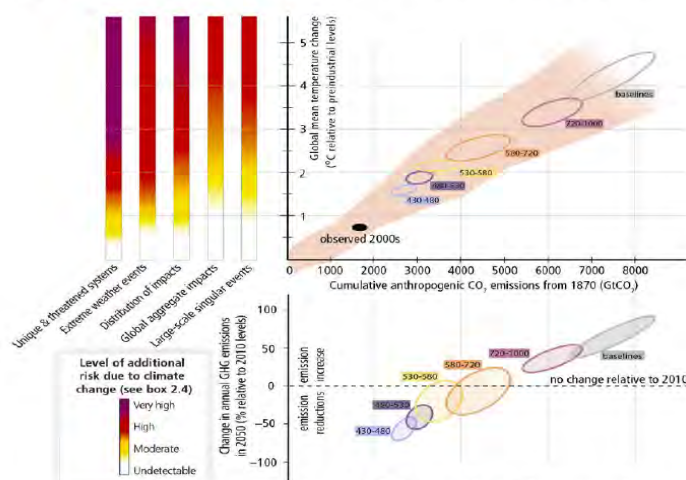 Global mean temperature change
(°C relative to preindustrial levels)
5
4
3
2
1
baselines
720-1000
580-720
530-580
480-530
430-480
observed 2000s
0
1000
2000
3000
4000
5000
6000
7000
8000
9000
Cumulative anthropogenic CO₂ emissions from 1870 (GtCO₂)
Unique & threatened systems
Extreme weather events
Distribution of impacts
Global aggregate impacts
Large-scale singular events
Level of additional
risk due to climate
change (see box 2.4)
Very high
High
Moderate
Undetectable
Change in annual GHG emissions
in 2050 (% relative to 2010 levels)
100
50
0
−50
−100
emission
increase
emission
reductions
baselines
720-1000
580-720
530-580
480-530
430-480
no change relative to 2010